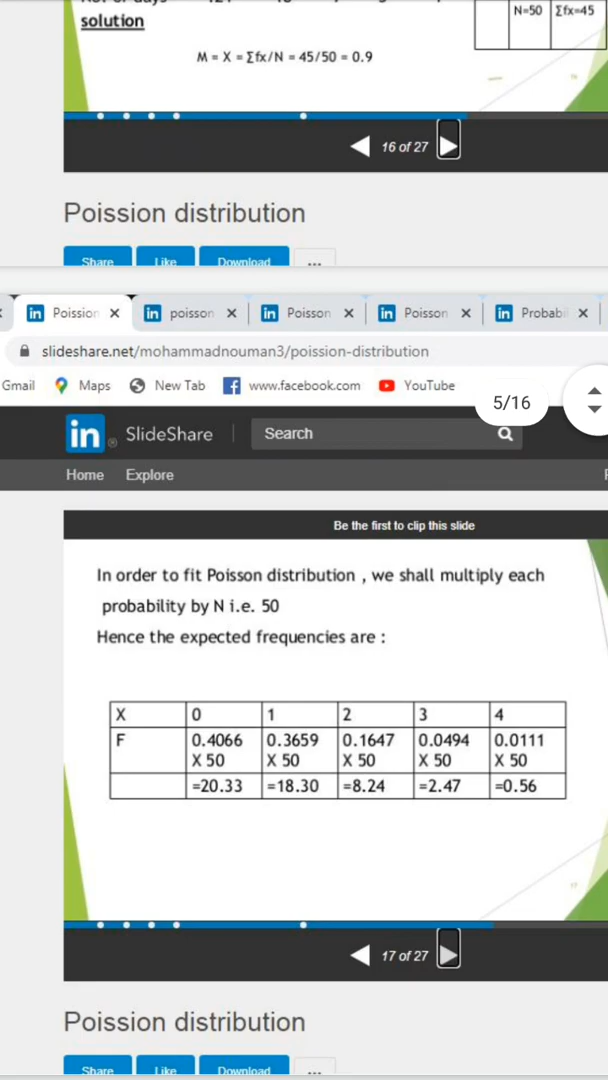 N=50 Σfx=45
solution
M = X = Σfx/N = 45/50 = 0.9
16 of 27
Poission distribution
Share Like Download ...
Poission × poisson × Poisson × Poisson × Probabi ×
slideshare.net/mohammadnouman3/poission-distribution
Gmail Maps New Tab www.facebook.com YouTube
5/16
in SlideShare Search
Home Explore
Be the first to clip this slide
In order to fit Poisson distribution , we shall multiply each
probability by N i.e. 50
Hence the expected frequencies are :
X 0 1 2 3 4
F 0.4066 0.3659 0.1647 0.0494 0.0111
X 50 X 50 X 50 X 50 X 50
=20.33 =18.30 =8.24 =2.47 =0.56
17
17 of 27
Poission distribution
Share Like Download ...